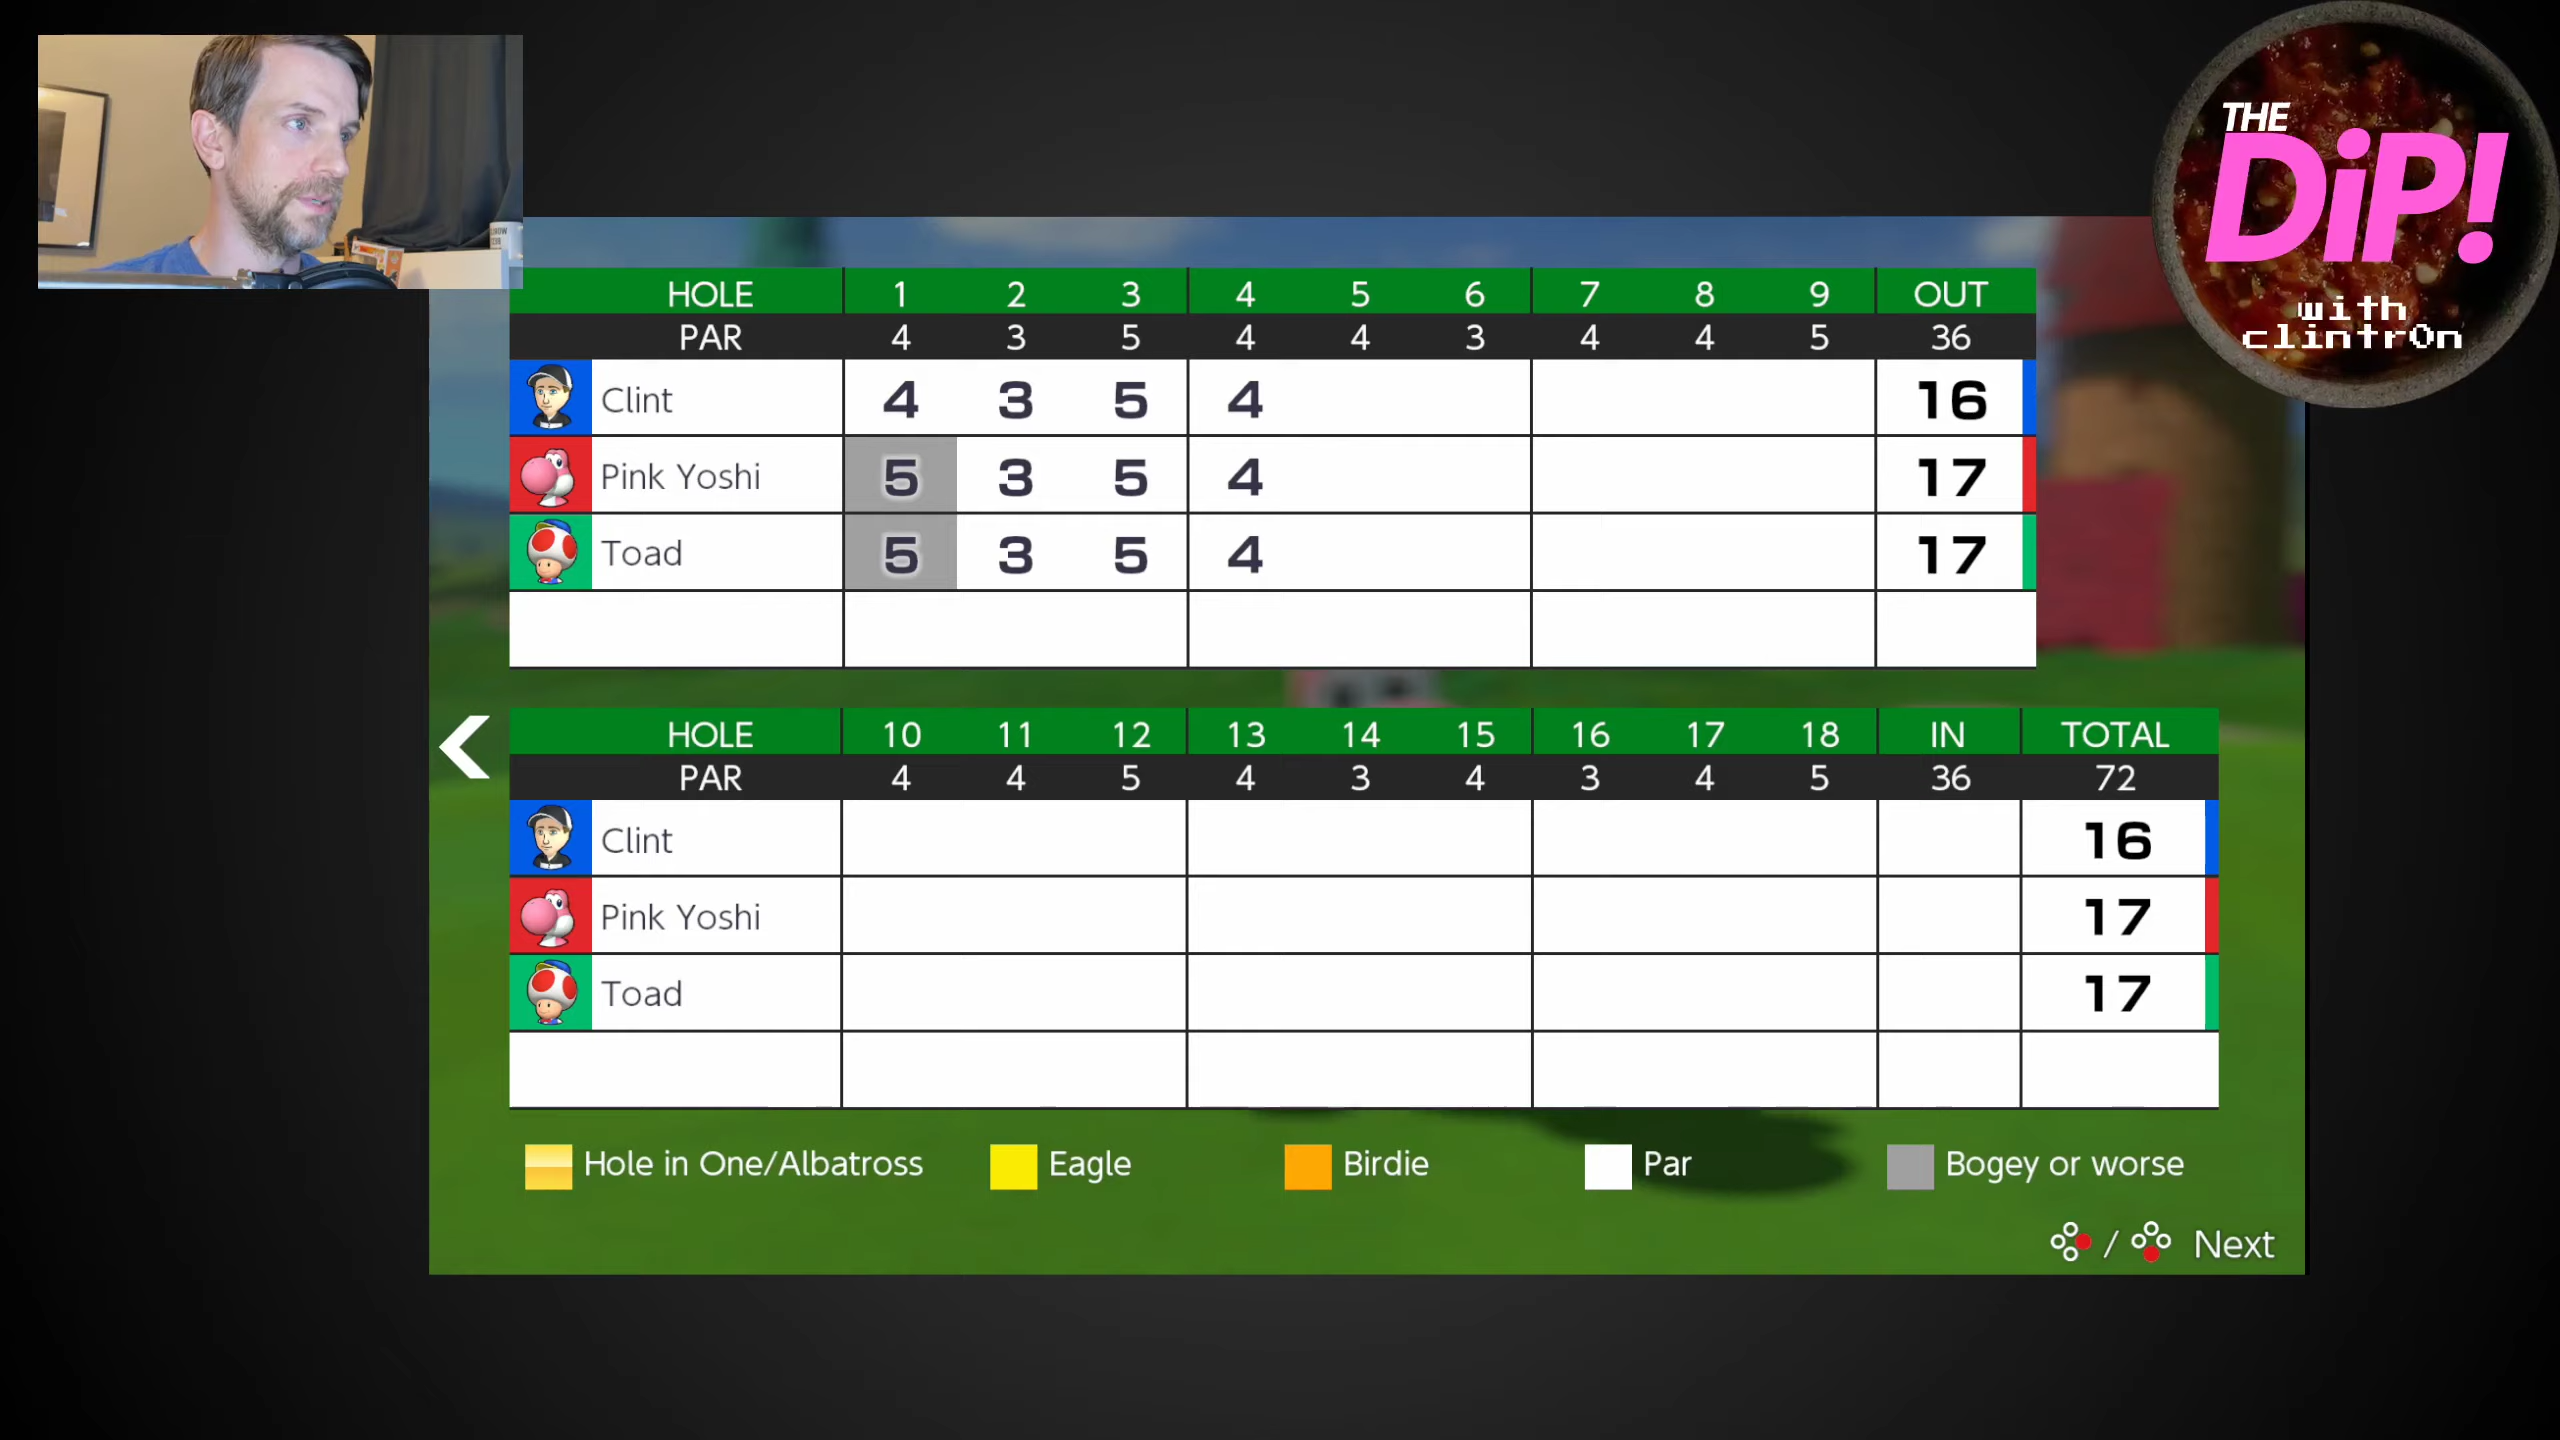 THE
DiP!
with
clintr0n
HOLE 1 2 3 4 5 6 7 8 9 OUT
PAR 4 3 5 4 4 3 4 4 5 36
Clint 4 3 5 4 16
Pink Yoshi 5 3 5 4 17
Toad 5 3 5 4 17
HOLE 10 11 12 13 14 15 16 17 18 IN TOTAL
PAR 4 4 5 4 3 4 3 4 5 36 72
Clint 16
Pink Yoshi 17
Toad 17
Hole in One/Albatross Eagle Birdie Par Bogey or worse
/ Next